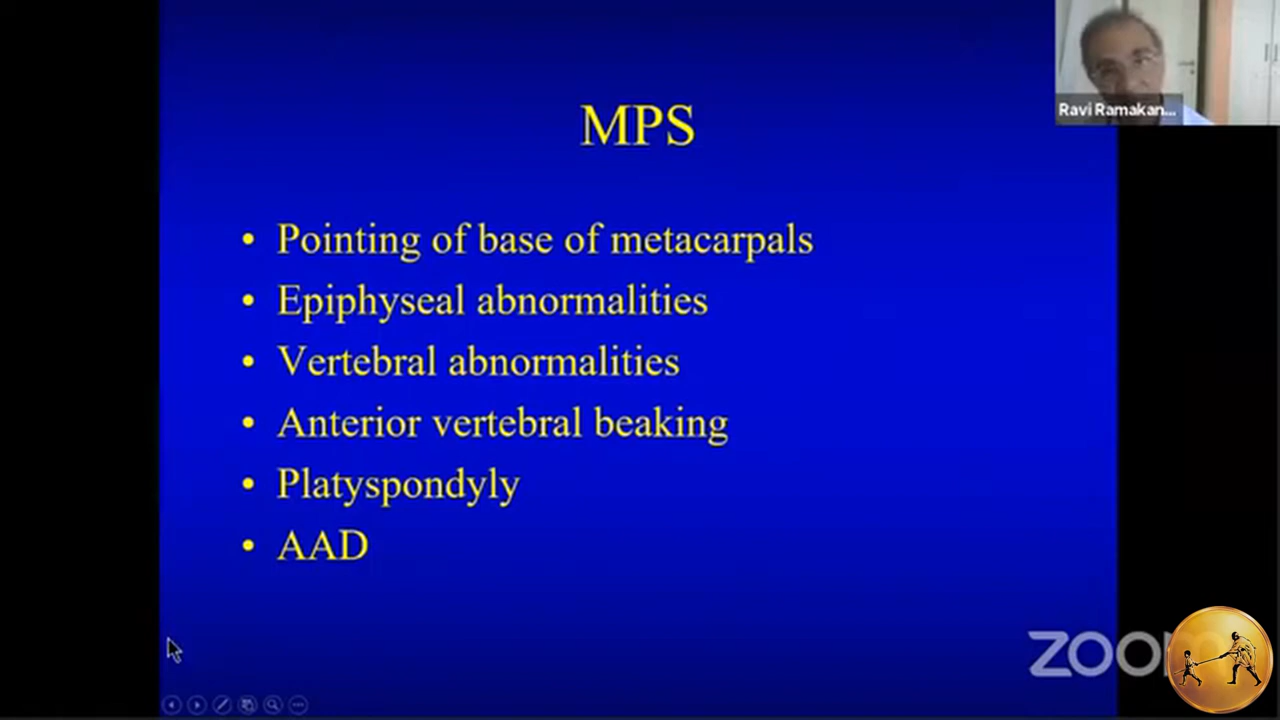 Ravi Ramakan...
MPS
• Pointing of base of metacarpals
• Epiphyseal abnormalities
• Vertebral abnormalities
• Anterior vertebral beaking
• Platyspondyly
• AAD
zoom